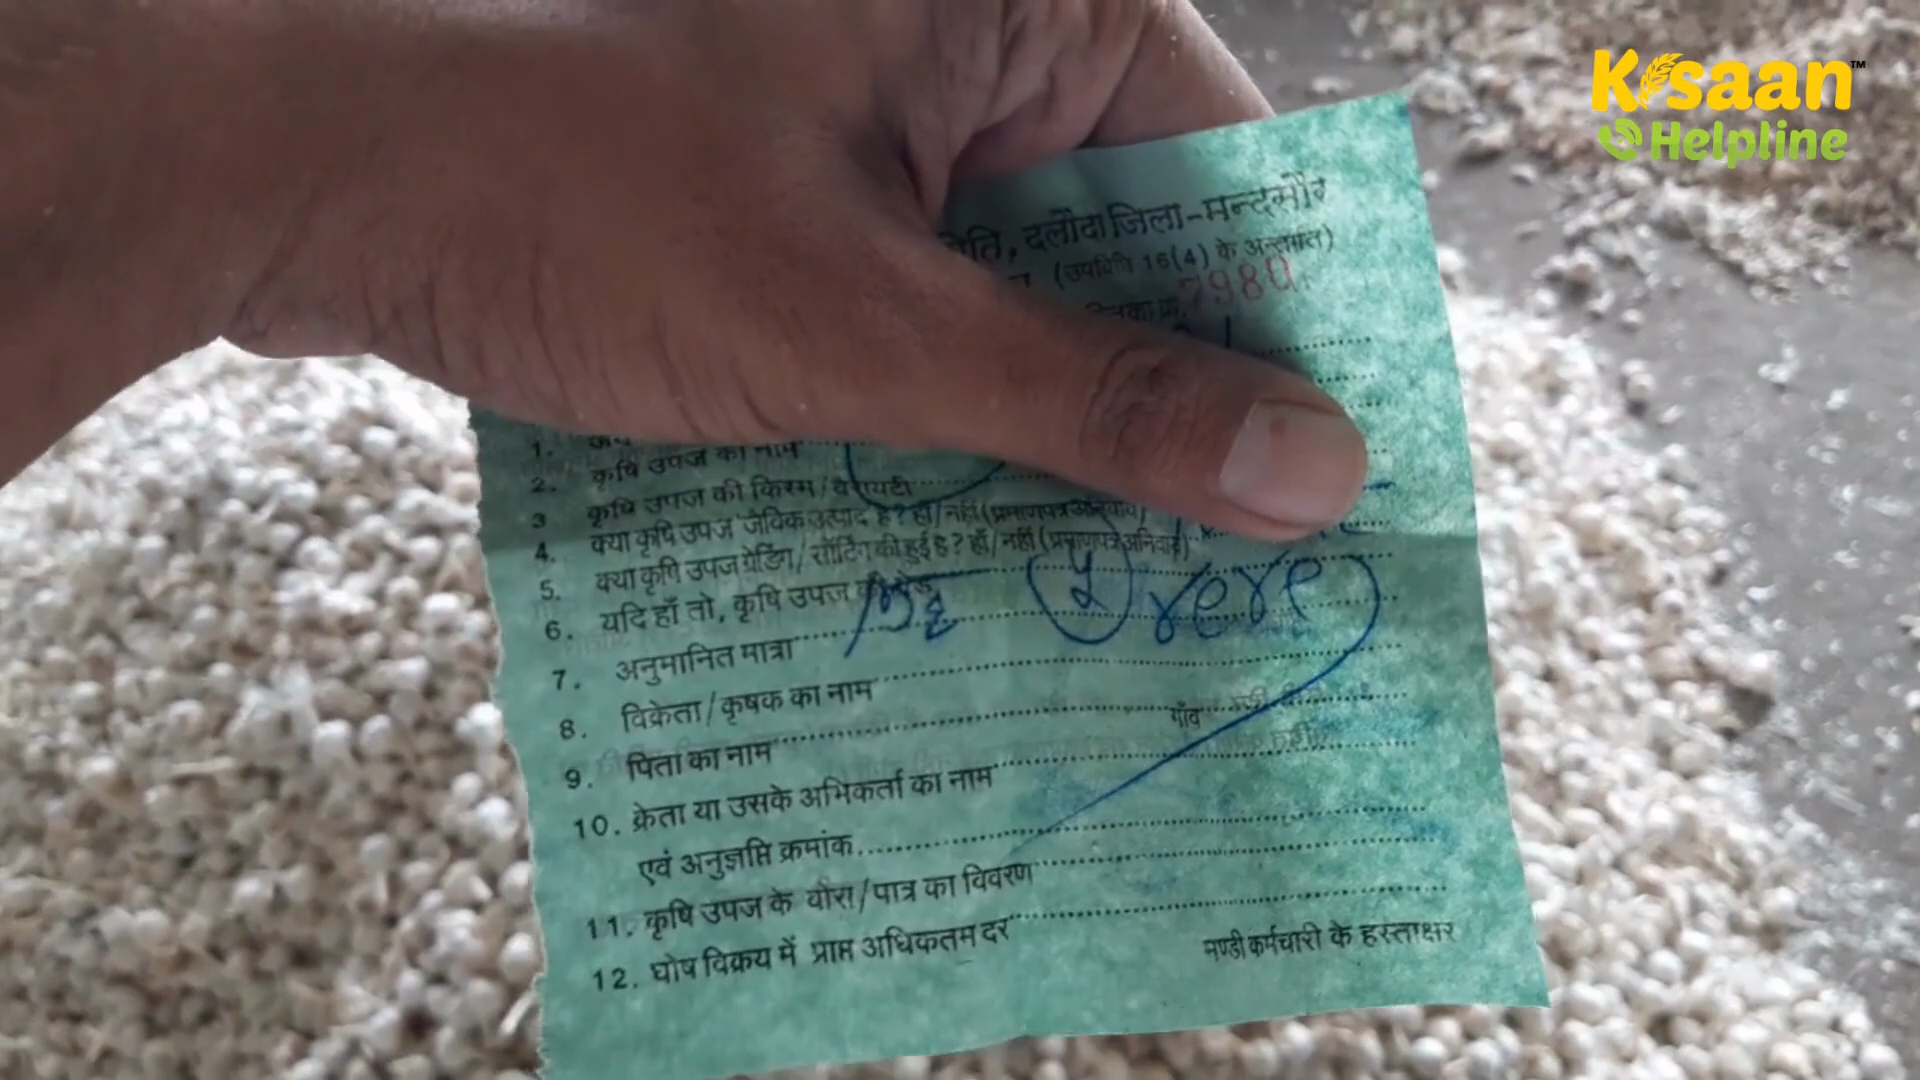 Kisaan™
Helpline
दलौदा जिला-मन्दसौर
(उपविधि 16(4) के अन्तर्गत)
7980
1.
2. कृषि उपज का नाम
3 कृषि उपज की किस्म/वेरायटी
4. क्या कृषि उपज जैविक उत्पाद है? हाँ/नहीं (प्रमाणपत्र अनिवार्य)
5. क्या कृषि उपज ग्रेडिंग/सॉर्टिंग की हुई है? हाँ/नहीं (प्रमाणपत्र अनिवार्य)
6. यदि हाँ तो, कृषि उपज
7. अनुमानित मात्रा
8. विक्रेता/कृषक का नाम
9. पिता का नाम गाँव
10. क्रेता या उसके अभिकर्ता का नाम
एवं अनुज्ञप्ति क्रमांक
11. कृषि उपज के बोरा/पात्र का विवरण
12. घोष विक्रय में प्राप्त अधिकतम दर
मण्डी कर्मचारी के हस्ताक्षर